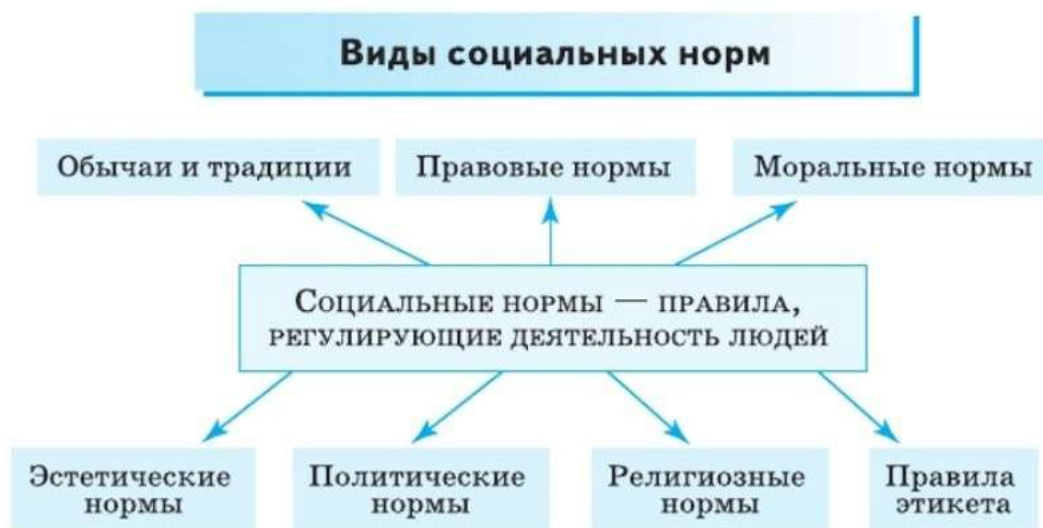 Виды социальных норм
Обычаи и традиции
Правовые нормы
Моральные нормы
Социальные нормы — правила,
регулирующие деятельность людей
Эстетические
нормы
Политические
нормы
Религиозные
нормы
Правила
этикета